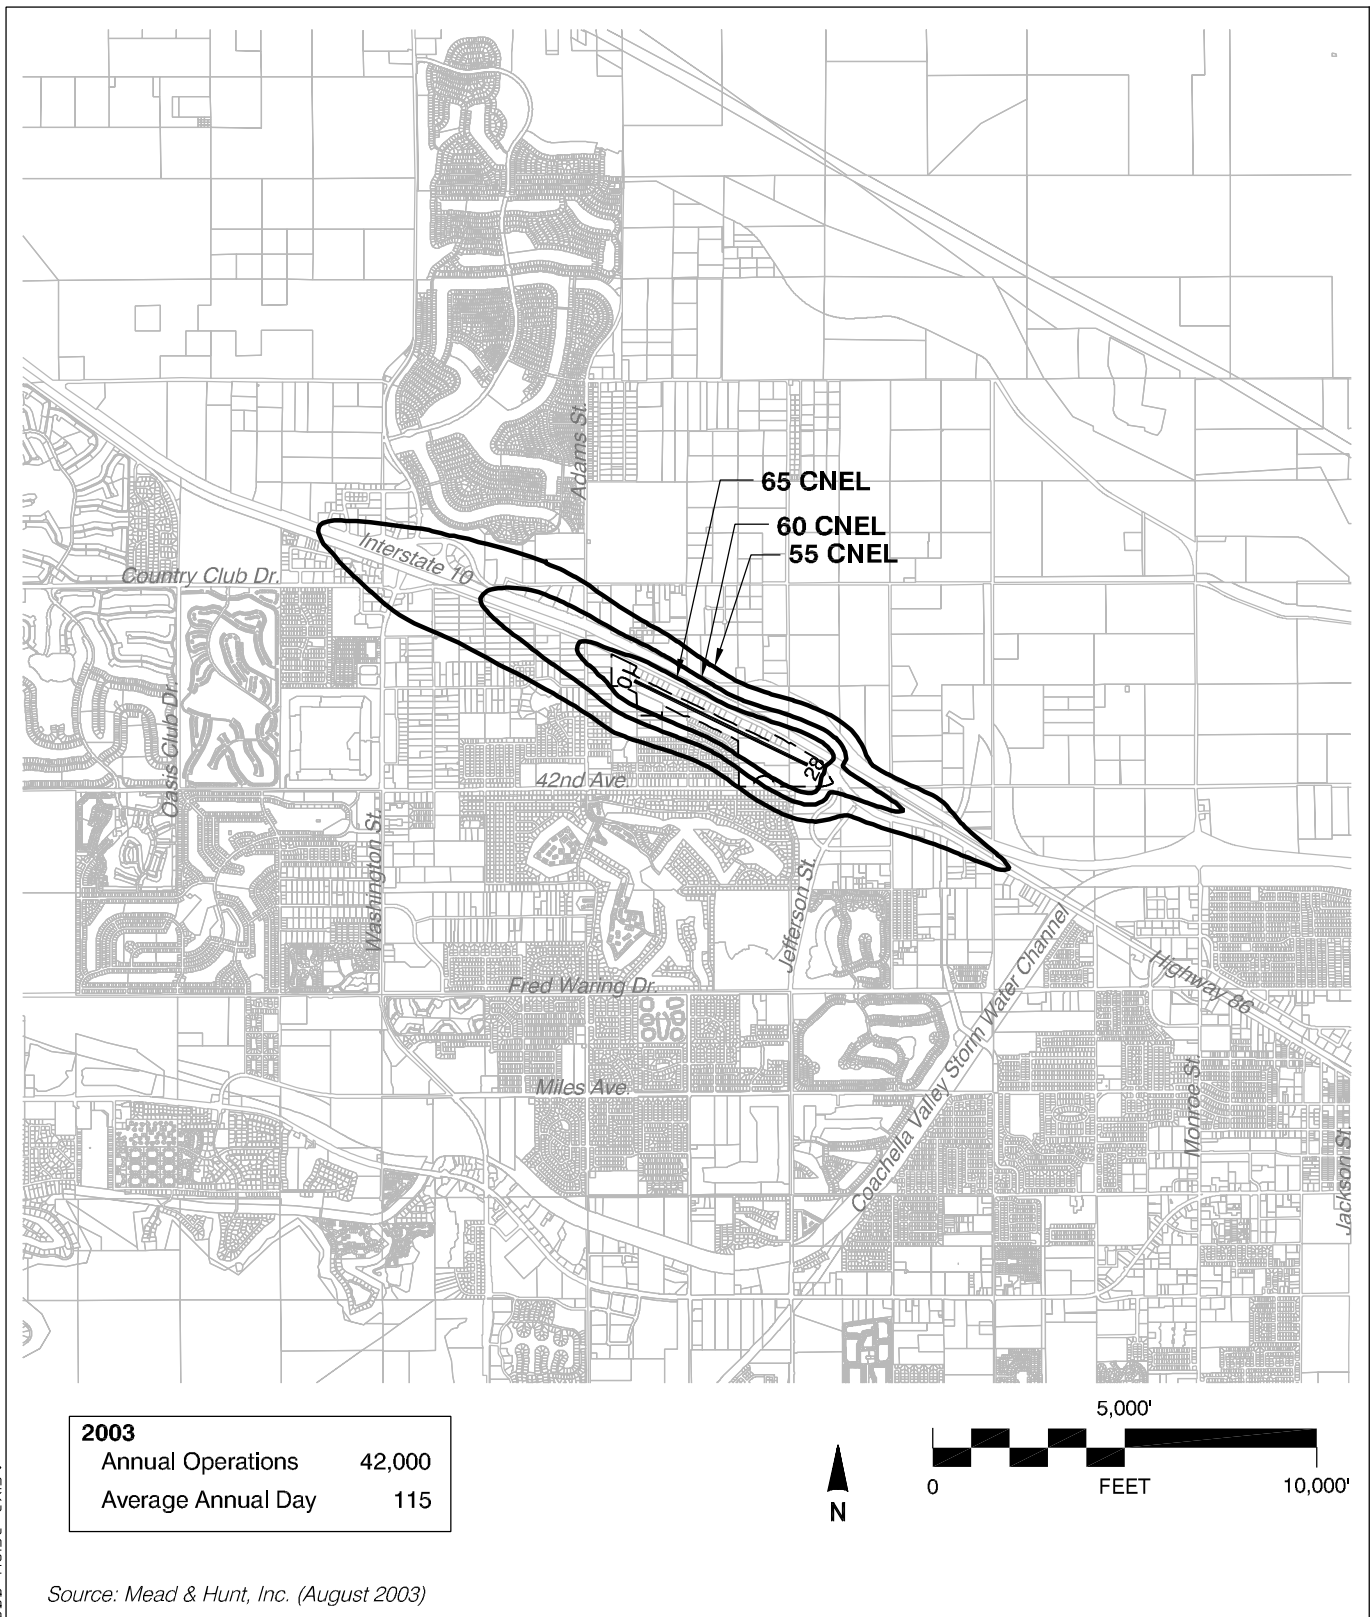 65 CNEL
60 CNEL
55 CNEL
Adams St.
Interstate 10
Country Club Dr.
Oasis Club Dr.
10
28
42nd Ave.
Washington St.
Jefferson St.
Fred Waring Dr.
Coachella Valley Storm Water Channel
Highway 86
Miles Ave.
Monroe St.
Jackson St.
2003
Annual Operations 42,000
Average Annual Day 115
N
5,000'
0 FEET 10,000'
Source: Mead & Hunt, Inc. (August 2003)